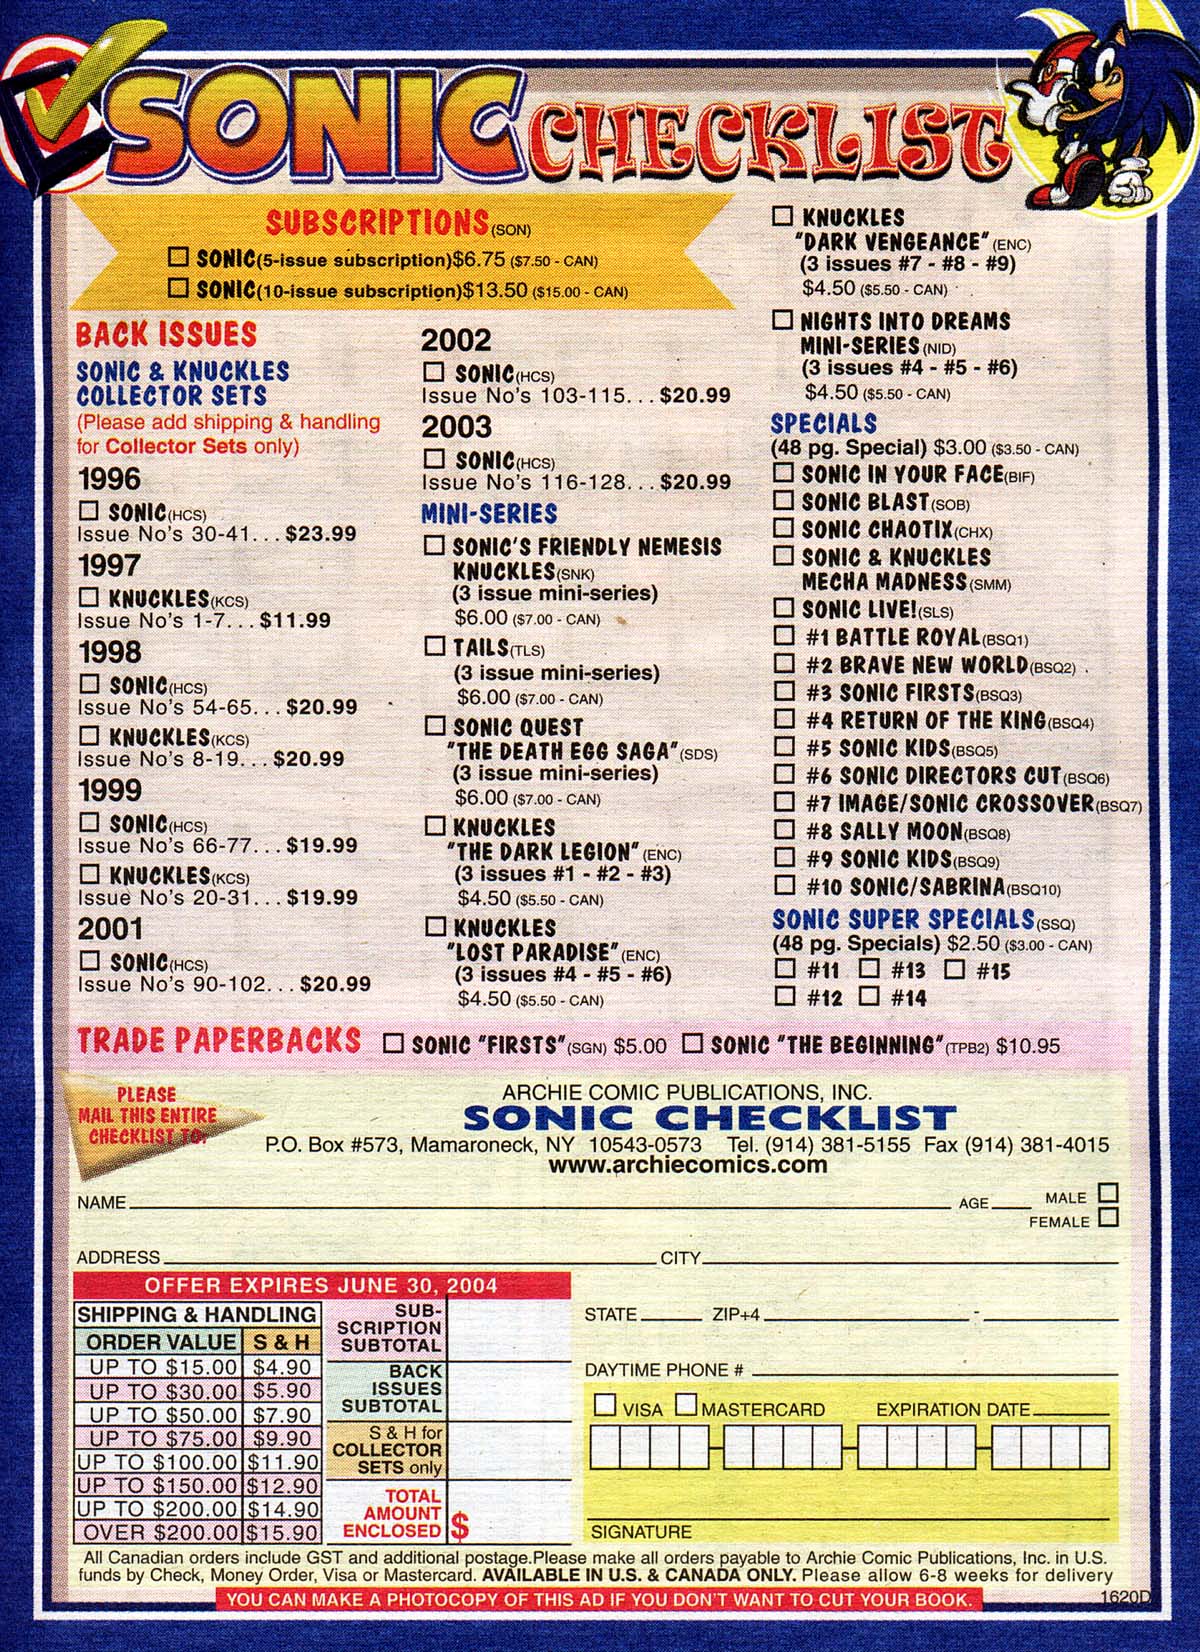 SONIC CHECKLIST
SUBSCRIPTIONS (SON)
SONIC (5-issue subscription) $6.75 ($7.50 - CAN)
SONIC (10-issue subscription) $13.50 ($15.00 - CAN)
BACK ISSUES
SONIC & KNUCKLES
COLLECTOR SETS
(Please add shipping & handling
for Collector Sets only)
1996
SONIC (HCS)
Issue No's 30-41... $23.99
1997
KNUCKLES (KCS)
Issue No's 1-7... $11.99
1998
SONIC (HCS)
Issue No's 54-65... $20.99
KNUCKLES (KCS)
Issue No's 8-19... $20.99
1999
SONIC (HCS)
Issue No's 66-77... $19.99
KNUCKLES (KCS)
Issue No's 20-31... $19.99
2001
SONIC (HCS)
Issue No's 90-102... $20.99
2002
SONIC (HCS)
Issue No's 103-115... $20.99
2003
SONIC (HCS)
Issue No's 116-128... $20.99
MINI-SERIES
SONIC'S FRIENDLY NEMESIS
KNUCKLES (SNK)
(3 issue mini-series)
$6.00 ($7.00 - CAN)
TAILS (TLS)
(3 issue mini-series)
$6.00 ($7.00 - CAN)
SONIC QUEST
"THE DEATH EGG SAGA" (SDS)
(3 issue mini-series)
$6.00 ($7.00 - CAN)
KNUCKLES
"THE DARK LEGION" (ENC)
(3 issues #1 - #2 - #3)
$4.50 ($5.50 - CAN)
KNUCKLES
"LOST PARADISE" (ENC)
(3 issues #4 - #5 - #6)
$4.50 ($5.50 - CAN)
KNUCKLES
"DARK VENGEANCE" (ENC)
(3 issues #7 - #8 - #9)
$4.50 ($5.50 - CAN)
NIGHTS INTO DREAMS
MINI-SERIES (NID)
(3 issues #4 - #5 - #6)
$4.50 ($5.50 - CAN)
SPECIALS
(48 pg. Special) $3.00 ($3.50 - CAN)
SONIC IN YOUR FACE (BIF)
SONIC BLAST (SOB)
SONIC CHAOTIX (CHX)
SONIC & KNUCKLES
MECHA MADNESS (SMM)
SONIC LIVE! (SLS)
#1 BATTLE ROYAL (BSQ1)
#2 BRAVE NEW WORLD (BSQ2)
#3 SONIC FIRSTS (BSQ3)
#4 RETURN OF THE KING (BSQ4)
#5 SONIC KIDS (BSQ5)
#6 SONIC DIRECTORS CUT (BSQ6)
#7 IMAGE/SONIC CROSSOVER (BSQ7)
#8 SALLY MOON (BSQ8)
#9 SONIC KIDS (BSQ9)
#10 SONIC/SABRINA (BSQ10)
SONIC SUPER SPECIALS (SSQ)
(48 pg. Specials) $2.50 ($3.00 - CAN)
#11 #13 #15
#12 #14
TRADE PAPERBACKS SONIC "FIRSTS" (SGN) $5.00 SONIC "THE BEGINNING" (TPB2) $10.95
PLEASE
MAIL THIS ENTIRE
CHECKLIST TO:
ARCHIE COMIC PUBLICATIONS, INC.
SONIC CHECKLIST
P.O. Box #573, Mamaroneck, NY 10543-0573 Tel. (914) 381-5155 Fax (914) 381-4015
www.archiecomics.com
NAME AGE MALE
FEMALE
ADDRESS CITY
OFFER EXPIRES JUNE 30, 2004
SHIPPING & HANDLING
ORDER VALUE S & H
UP TO $15.00 $4.90
UP TO $30.00 $5.90
UP TO $50.00 $7.90
UP TO $75.00 $9.90
UP TO $100.00 $11.90
UP TO $150.00 $12.90
UP TO $200.00 $14.90
OVER $200.00 $15.90
SUB-
SCRIPTION
SUBTOTAL
BACK
ISSUES
SUBTOTAL
S & H for
COLLECTOR
SETS only
TOTAL
AMOUNT
ENCLOSED $
STATE ZIP+4 -
DAYTIME PHONE #
VISA MASTERCARD EXPIRATION DATE
SIGNATURE
All Canadian orders include GST and additional postage.Please make all orders payable to Archie Comic Publications, Inc. in U.S.
funds by Check, Money Order, Visa or Mastercard. AVAILABLE IN U.S. & CANADA ONLY. Please allow 6-8 weeks for delivery
YOU CAN MAKE A PHOTOCOPY OF THIS AD IF YOU DON'T WANT TO CUT YOUR BOOK.
1620D